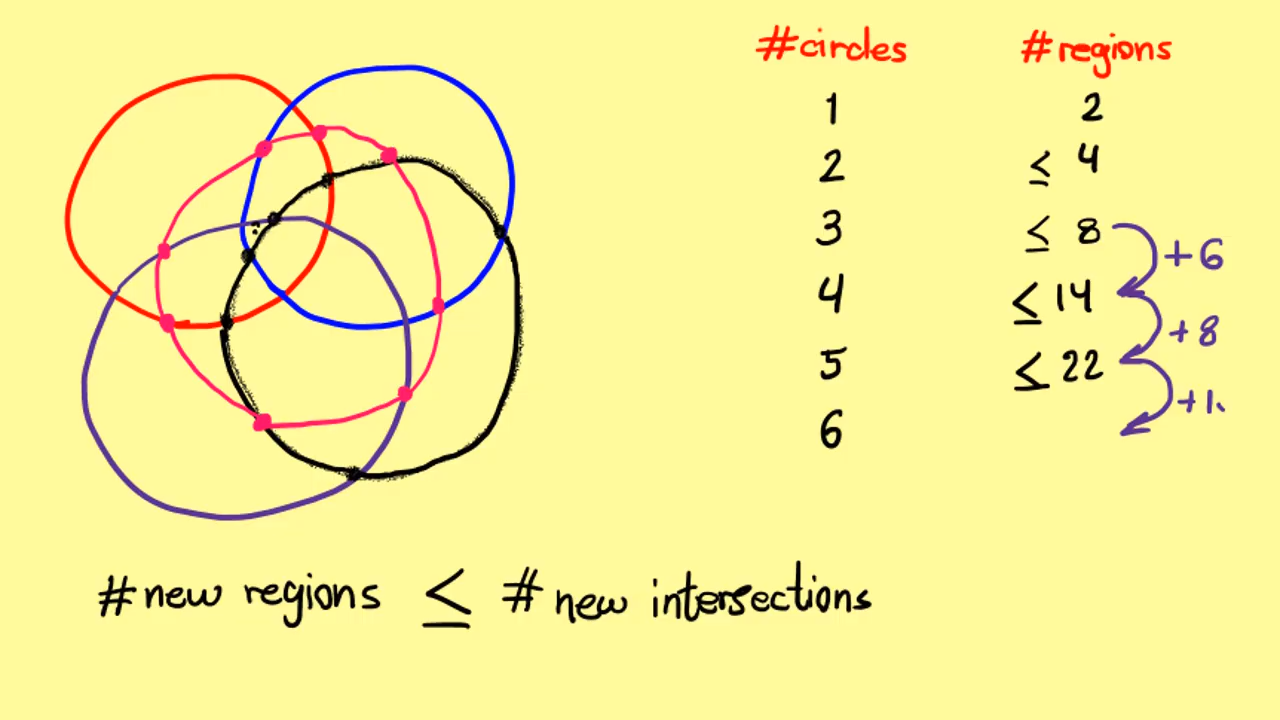 #circles #regions
1 2
2 ≤ 4
3 ≤ 8
+6
4 ≤ 14
+8
5 ≤ 22
+1.
6
#new regions ≤ #new intersections